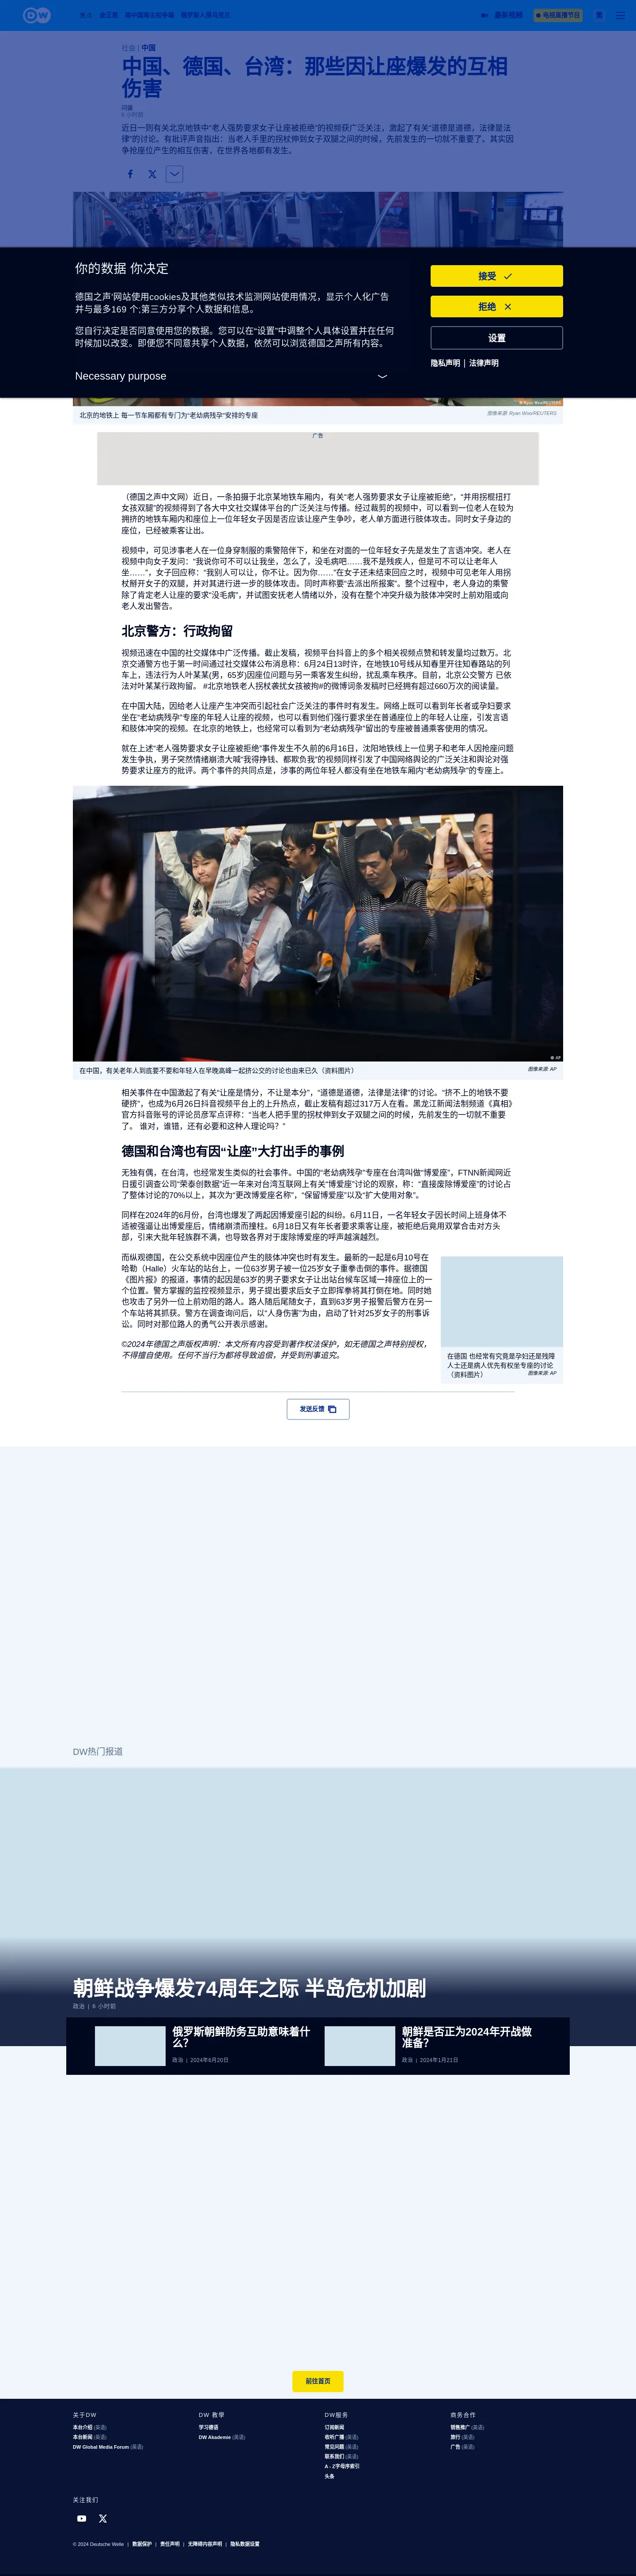 热点 徐正恩 南中国海主权争端 俄罗斯入侵乌克兰 最新视频 电视直播节目 繁
社会 | 中国
中国、德国、台湾：那些因让座爆发的互相
伤害
闫露
6 小时前
近日一则有关北京地铁中"老人强势要求女子让座被拒绝"的视频获广泛关注，激起了有关"道德是道德，法律是法
律"的讨论。有批评声音指出：当老人手里的拐杖伸到女子双腿之间的时候，先前发生的一切就不重要了。其实因
争抢座位产生的相互伤害，在世界各地都有发生。
你的数据 你决定
德国之声'网站使用cookies及其他类似技术监测网站使用情况，显示个人化广告
并与最多169 个;第三方分享个人数据和信息。
您自行决定是否同意使用您的数据。您可以在"设置"中调整个人具体设置并在任何
时候加以改变。即使您不同意共享个人数据，依然可以浏览德国之声所有内容。
Necessary purpose
接受
拒绝
设置
隐私声明 | 法律声明
© Ryan Woo/REUTERS
北京的地铁上 每一节车厢都有专门为"老幼病残孕"安排的专座
图像来源: Ryan Woo/REUTERS
广告
（德国之声中文网）近日，一条拍摄于北京某地铁车厢内，有关"老人强势要求女子让座被拒绝"，"并用拐棍扭打
女孩双腿"的视频得到了各大中文社交媒体平台的广泛关注与传播。经过裁剪的视频中，可以看到一位老人在较为
拥挤的地铁车厢内和座位上一位年轻女子因是否应该让座产生争吵，老人单方面进行肢体攻击。同时女子身边的
座位，已经被乘客让出。
视频中，可见涉事老人在一位身穿制服的乘警陪伴下，和坐在对面的一位年轻女子先是发生了言语冲突。老人在
视频中向女子发问："我说你可不可以让我坐，怎么了，没毛病吧……我不是残疾人，但是可不可以让老年人
坐……"，女子回应称："我别人可以让，你不让。因为你……"在女子还未结束回应之时，视频中可见老年人用拐
杖掰开女子的双腿，并对其进行进一步的肢体攻击。同时声称要"去派出所报案"。整个过程中，老人身边的乘警
除了肯定老人让座的要求"没毛病"，并试图安抚老人情绪以外，没有在整个冲突升级为肢体冲突时上前劝阻或向
老人发出警告。
北京警方：行政拘留
视频迅速在中国的社交媒体中广泛传播。截止发稿，视频平台抖音上的多个相关视频点赞和转发量均过数万。北
京交通警方也于第一时间通过社交媒体公布消息称：6月24日13时许，在地铁10号线从知春里开往知春路站的列
车上，违法行为人叶某某(男，65岁)因座位问题与另一乘客发生纠纷，扰乱乘车秩序。目前，北京公交警方 已依
法对叶某某行政拘留。 #北京地铁老人拐杖袭扰女孩被拘#的微博词条发稿时已经拥有超过660万次的阅读量。
在中国大陆，因给老人让座产生冲突而引起社会广泛关注的事件时有发生。网络上既可以看到年长者或孕妇要求
坐在"老幼病残孕"专座的年轻人让座的视频，也可以看到他们强行要求坐在普通座位上的年轻人让座，引发言语
和肢体冲突的视频。在北京的地铁上，也经常可以看到为"老幼病残孕"留出的专座被普通乘客使用的情况。
就在上述"老人强势要求女子让座被拒绝"事件发生不久前的6月16日，沈阳地铁线上一位男子和老年人因抢座问题
发生争执，男子突然情绪崩溃大喊"我得挣钱、都欺负我"的视频同样引发了中国网络舆论的广泛关注和舆论对强
势要求让座方的批评。两个事件的共同点是，涉事的两位年轻人都没有坐在地铁车厢内"老幼病残孕"的专座上。
© AP
在中国，有关老年人到底要不要和年轻人在早晚高峰一起挤公交的讨论也由来已久（资料图片）
图像来源: AP
相关事件在中国激起了有关"让座是情分，不让是本分"，"道德是道德，法律是法律"的讨论。"挤不上的地铁不要
硬挤"，也成为6月26日抖音视频平台上的上升热点，截止发稿有超过317万人在看。黑龙江新闻法制频道《真相》
官方抖音账号的评论员彦军点评称："当老人把手里的拐杖伸到女子双腿之间的时候，先前发生的一切就不重要
了。 谁对，谁错，还有必要和这种人理论吗？"
德国和台湾也有因"让座"大打出手的事例
无独有偶，在台湾，也经常发生类似的社会事件。中国的"老幼病残孕"专座在台湾叫做"博爱座"，FTNN新闻网近
日援引调查公司"荣泰创数据"近一年来对台湾互联网上有关"博爱座"讨论的观察，称："直接废除博爱座"的讨论占
了整体讨论的70%以上，其次为"更改博爱座名称"，"保留博爱座"以及"扩大使用对象"。
同样在2024年的6月份，台湾也爆发了两起因博爱座引起的纠纷。6月11日，一名年轻女子因长时间上班身体不
适被强逼让出博爱座后，情绪崩溃而撞柱。6月18日又有年长者要求乘客让座，被拒绝后竟用双掌合击对方头
部，引来大批年轻族群不满，也导致各界对于废除博爱座的呼声越演越烈。
而纵观德国，在公交系统中因座位产生的肢体冲突也时有发生。最新的一起是6月10号在
哈勒（Halle）火车站的站台上，一位63岁男子被一位25岁女子重拳击倒的事件。据德国
《图片报》的报道，事情的起因是63岁的男子要求女子让出站台候车区域一排座位上的一
个位置。警方掌握的监控视频显示，男子提出要求后女子立即挥拳将其打倒在地。同时她
也攻击了另外一位上前劝阻的路人。路人随后尾随女子，直到63岁男子报警后警方在另一
个车站将其抓获。警方在调查询问后，以"人身伤害"为由，启动了针对25岁女子的刑事诉
讼。同时对那位路人的勇气公开表示感谢。
在德国 也经常有究竟是孕妇还是残障
人士还是病人优先有权坐专座的讨论
（资料图片）
图像来源: AP
©2024年德国之声版权声明：本文所有内容受到著作权法保护，如无德国之声特别授权，
不得擅自使用。任何不当行为都将导致追偿，并受到刑事追究。
发送反馈
DW热门报道
朝鲜战争爆发74周年之际 半岛危机加剧
政治 | 6 小时前
俄罗斯朝鲜防务互助意味着什
么？
政治 | 2024年6月20日
朝鲜是否正为2024年开战做
准备？
政治 | 2024年1月21日
前往首页
关于DW
本台介绍 (英语)
本台新闻 (英语)
DW Global Media Forum (英语)
DW 教学
学习德语
DW Akademie (英语)
DW服务
订阅新闻
收听广播 (英语)
常见问题 (英语)
联系我们 (英语)
A - Z字母序索引
头条
商务合作
销售推广 (英语)
旅行 (英语)
广告 (英语)
关注我们
© 2024 Deutsche Welle | 数据保护 | 责任声明 | 无障碍内容声明 | 隐私数据设置